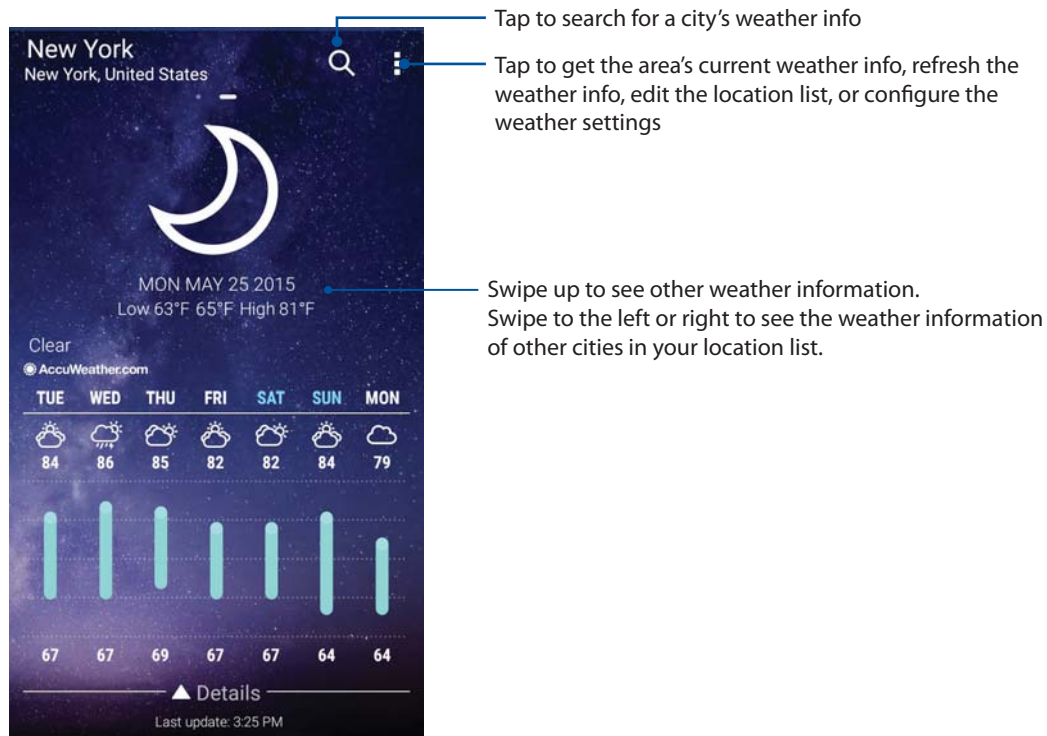 Tap to search for a city’s weather info
New York
New York, United States
Tap to get the area’s current weather info, refresh the
weather info, edit the location list, or configure the
weather settings
MON MAY 25 2015
Low 63°F 65°F High 81°F
Swipe up to see other weather information.
Swipe to the left or right to see the weather information
of other cities in your location list.
Clear
AccuWeather.com
TUE WED THU FRI SAT SUN MON
84 86 85 82 82 84 79
67 67 69 67 67 64 64
Details
Last update: 3:25 PM